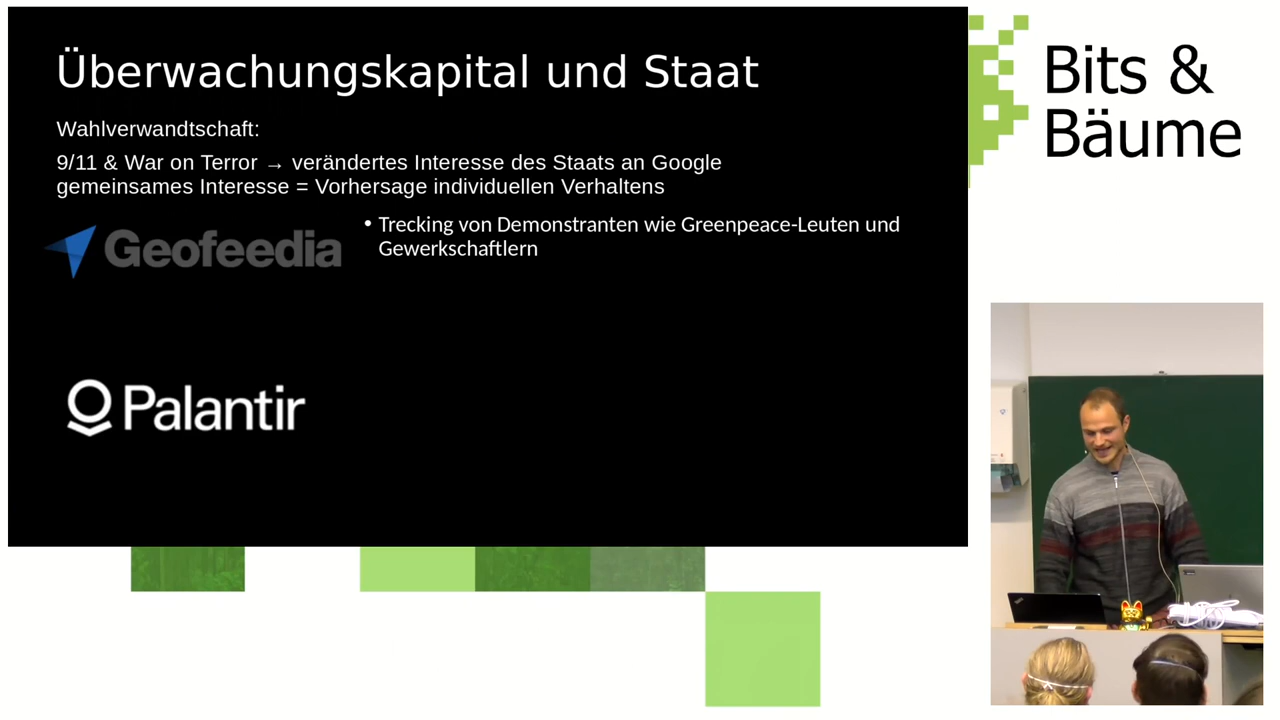 Überwachungskapital und Staat
Wahlverwandtschaft:
9/11 & War on Terror → verändertes Interesse des Staats an Google
gemeinsames Interesse = Vorhersage individuellen Verhaltens
Geofeedia
• Trecking von Demonstranten wie Greenpeace-Leuten und
Gewerkschaftlern
Palantir
Bits &
Bäume